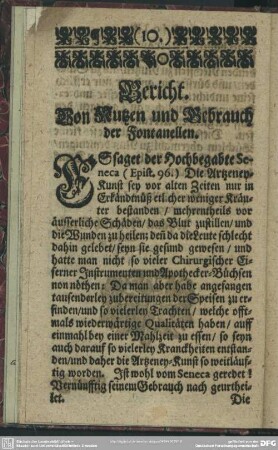 (10.)
Bericht.
Von Nutzen und Gebrauch
der Fontanellen.
ES saget der Hochbegabte Se-
neca (Epist. 96.) Die Artzeney-
Kunst sey vor alten Zeiten nur in
Erkändtnüß etlicher weniger Kräu-
ter bestanden / mehrentheils vor
äusserliche Schäden / das Blut zustillen / und
die Wunden zu heilen: deñ da die Leute schlecht
dahin gelebet / seyn sie gesund gewesen / und
hatte man nicht so vieler Chirurgischer Ei-
serner Instrumenten und Apothecker-Büchsen
von nöthen: Da man aber habe angefangen
tausenderley zubereitungen der Speisen zu er-
finden / und so vielerley Trachten / welche offt-
mals wiederwärtige Qualitäten haben / auff
einmahl bey einer Mahlzeit zu essen / so seyn
auch darauf so vielerley Kranckheiten entstan-
den / und daher die Artzeney-Kunst so weitläuf-
tig worden. Ist wohl vom Seneca geredet!
Vernünfftig seinem Gebrauch nach geurthei-
let. Die